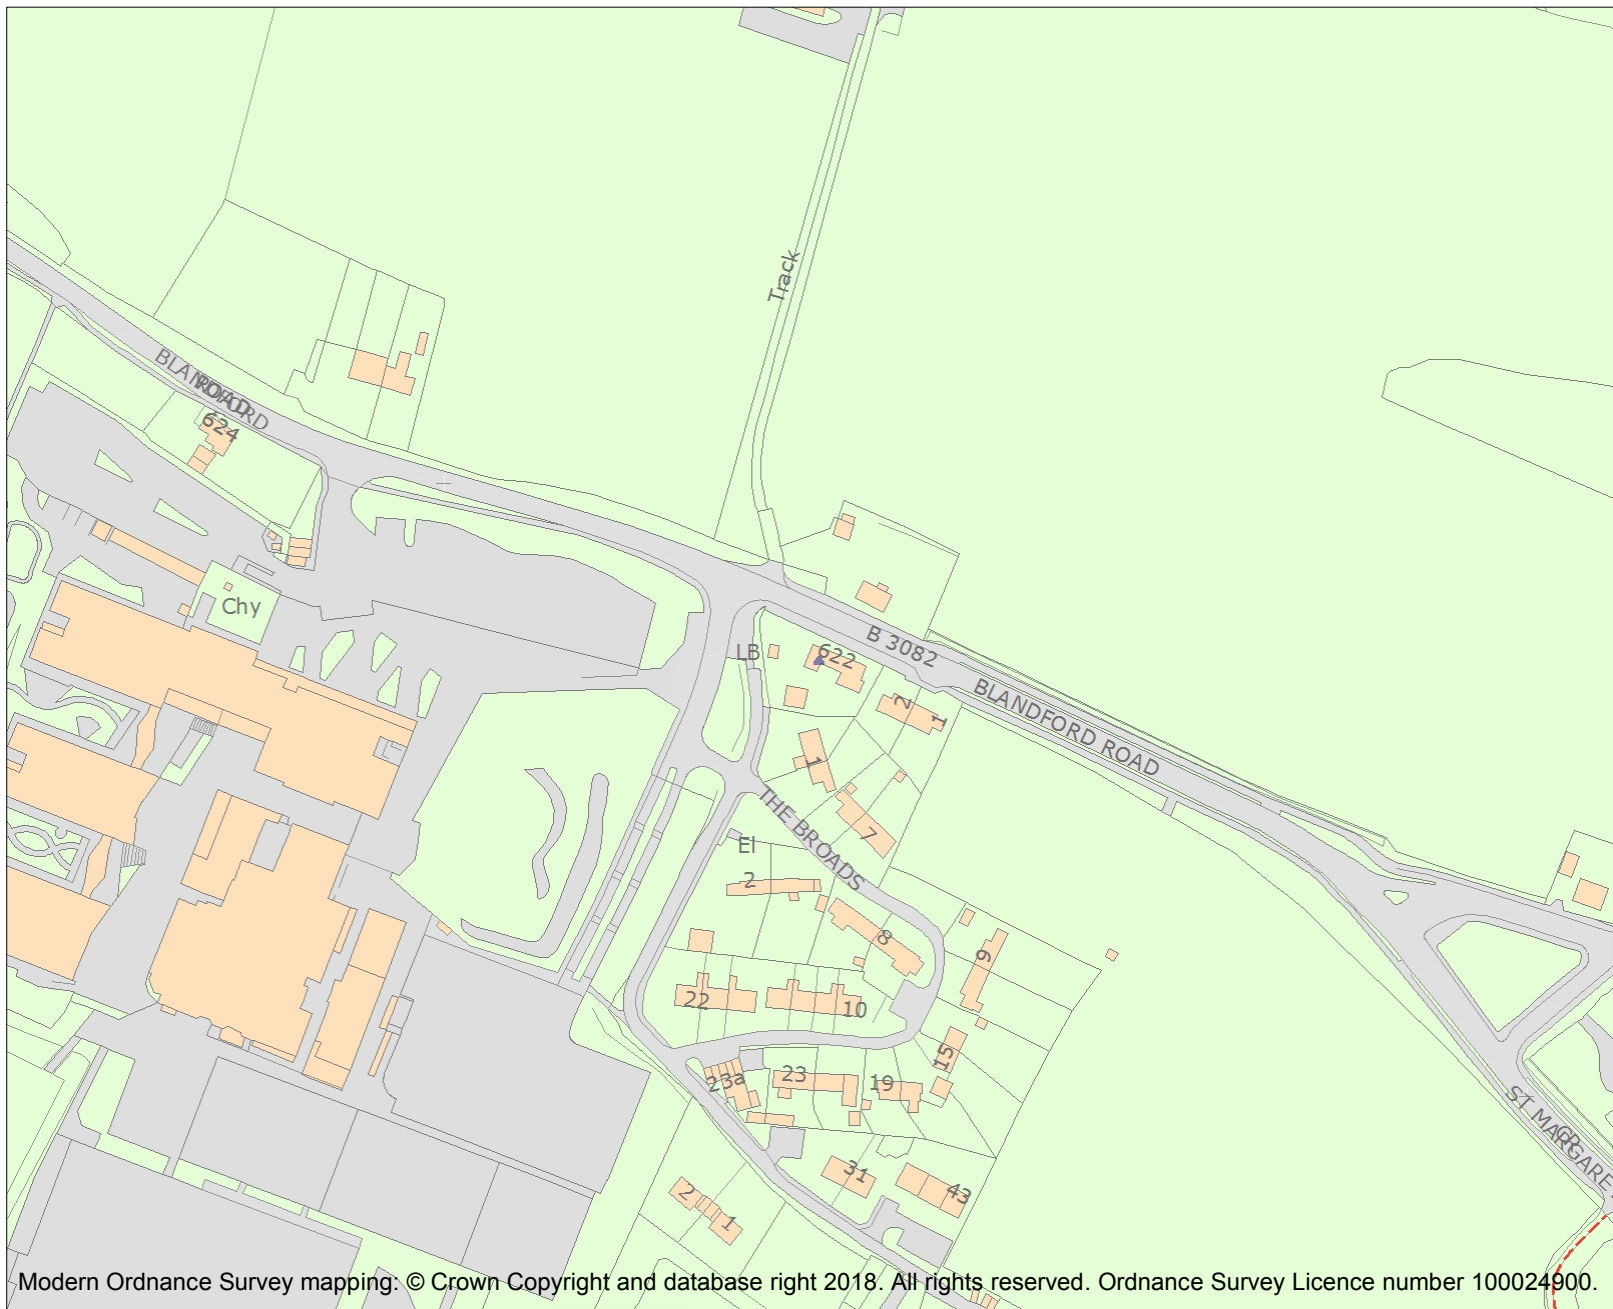 Track
BLANDFORD
ROAD
624
Chy
LB
622
B 3082
2
1
BLANDFORD ROAD
1
THE BROADS
7
El
2
8
9
22
10
15
23a
23
19
31
43
2
1
ST MARGARE
Modern Ordnance Survey mapping: © Crown Copyright and database right 2018. All rights reserved. Ordnance Survey Licence number 100024900.